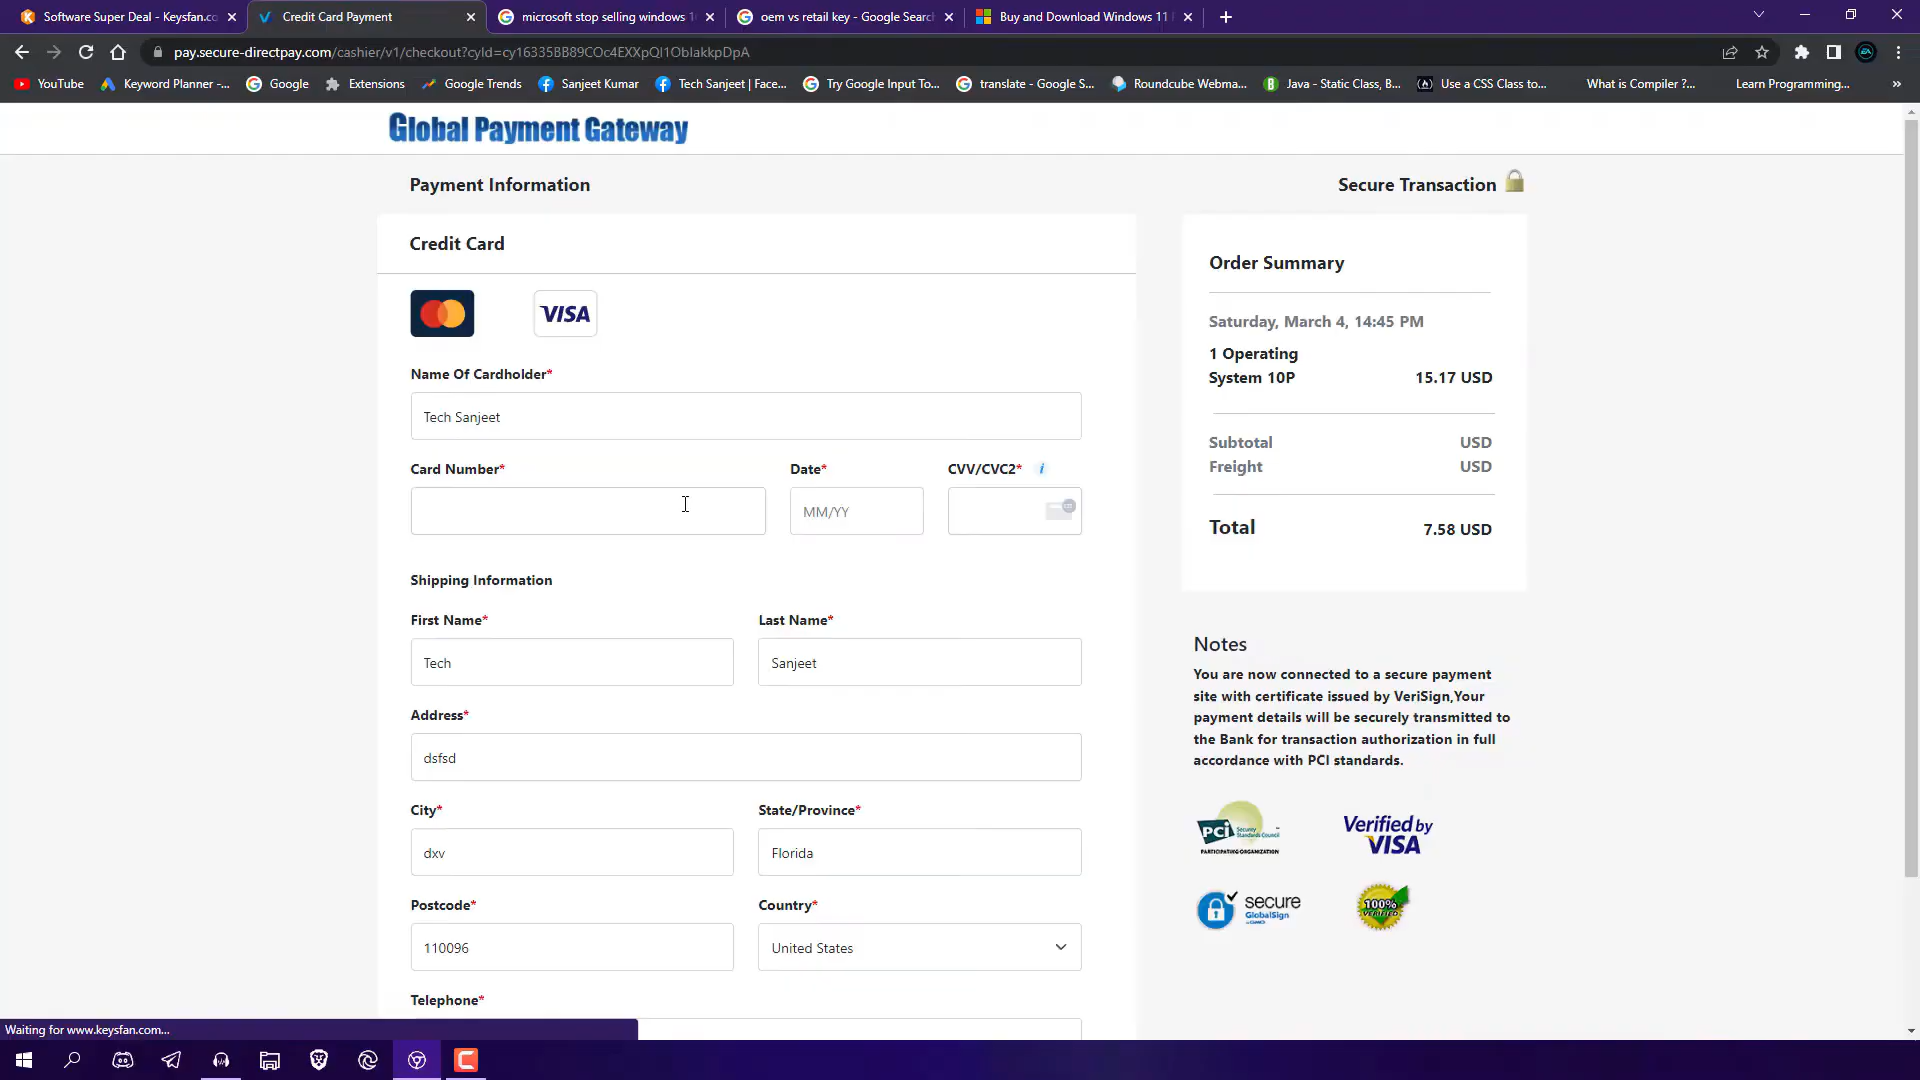 Software Super Deal - Keysfan.co
Credit Card Payment
microsoft stop selling windows 1
oem vs retail key - Google Searc
Buy and Download Windows 11
pay.secure-directpay.com/cashier/v1/checkout?cyId=cy16335BB89COc4EXXpQI1OblakkpDpA
YouTube
Keyword Planner -...
Google
Extensions
Google Trends
Sanjeet Kumar
Tech Sanjeet | Face...
Try Google Input To...
translate - Google S...
Roundcube Webma...
Java - Static Class, B...
Use a CSS Class to...
What is Compiler ?...
Learn Programming...
»
Global Payment Gateway
Payment Information
Secure Transaction
Credit Card
VISA
Name Of Cardholder*
Tech Sanjeet
Card Number*
Date*
CVV/CVC2* i
MM/YY
Shipping Information
First Name*
Last Name*
Tech
Sanjeet
Address*
dsfsd
City*
State/Province*
dxv
Florida
Postcode*
Country*
110096
United States
Telephone*
Order Summary
Saturday, March 4, 14:45 PM
1 Operating
System 10P 15.17 USD
Subtotal USD
Freight USD
Total 7.58 USD
Notes
You are now connected to a secure payment
site with certificate issued by VeriSign,Your
payment details will be securely transmitted to
the Bank for transaction authorization in full
accordance with PCI standards.
PCI Security
Standards Council
PARTICIPATING ORGANIZATION
Verified by
VISA
secure
GlobalSign
100%
VERIFIED
Waiting for www.keysfan.com...